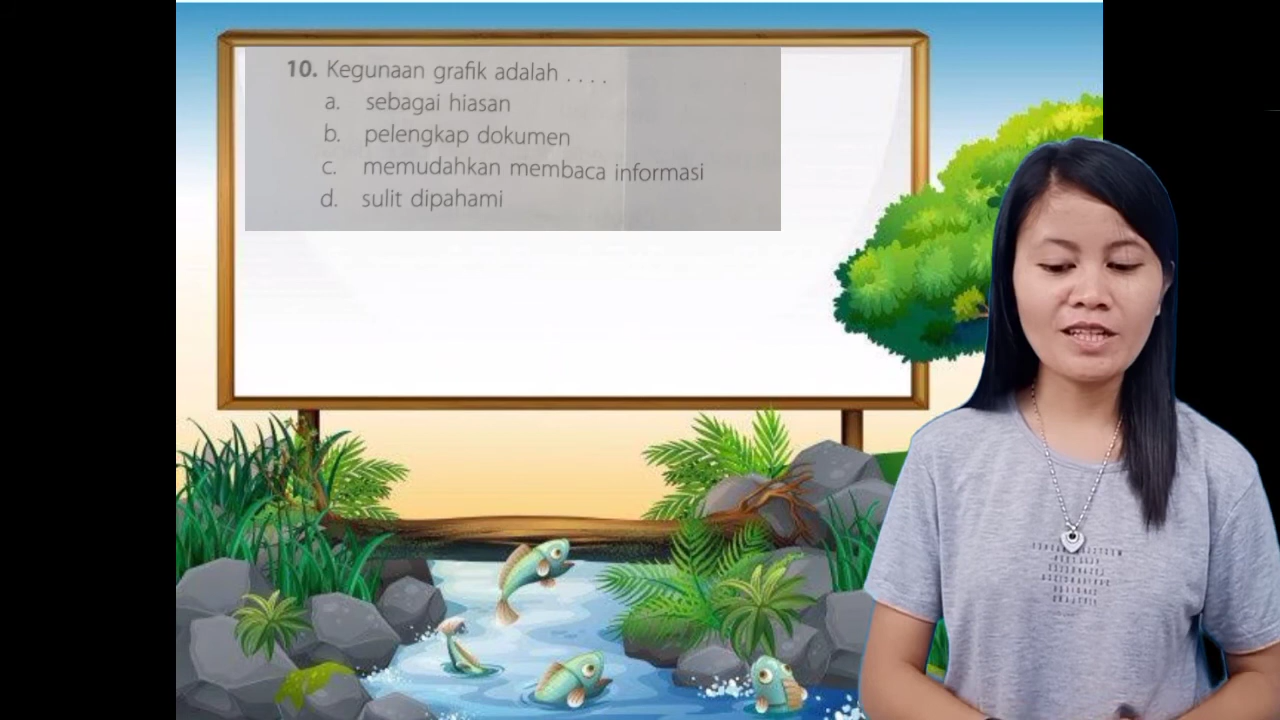 10. Kegunaan grafik adalah . . . .
a. sebagai hiasan
b. pelengkap dokumen
c. memudahkan membaca informasi
d. sulit dipahami